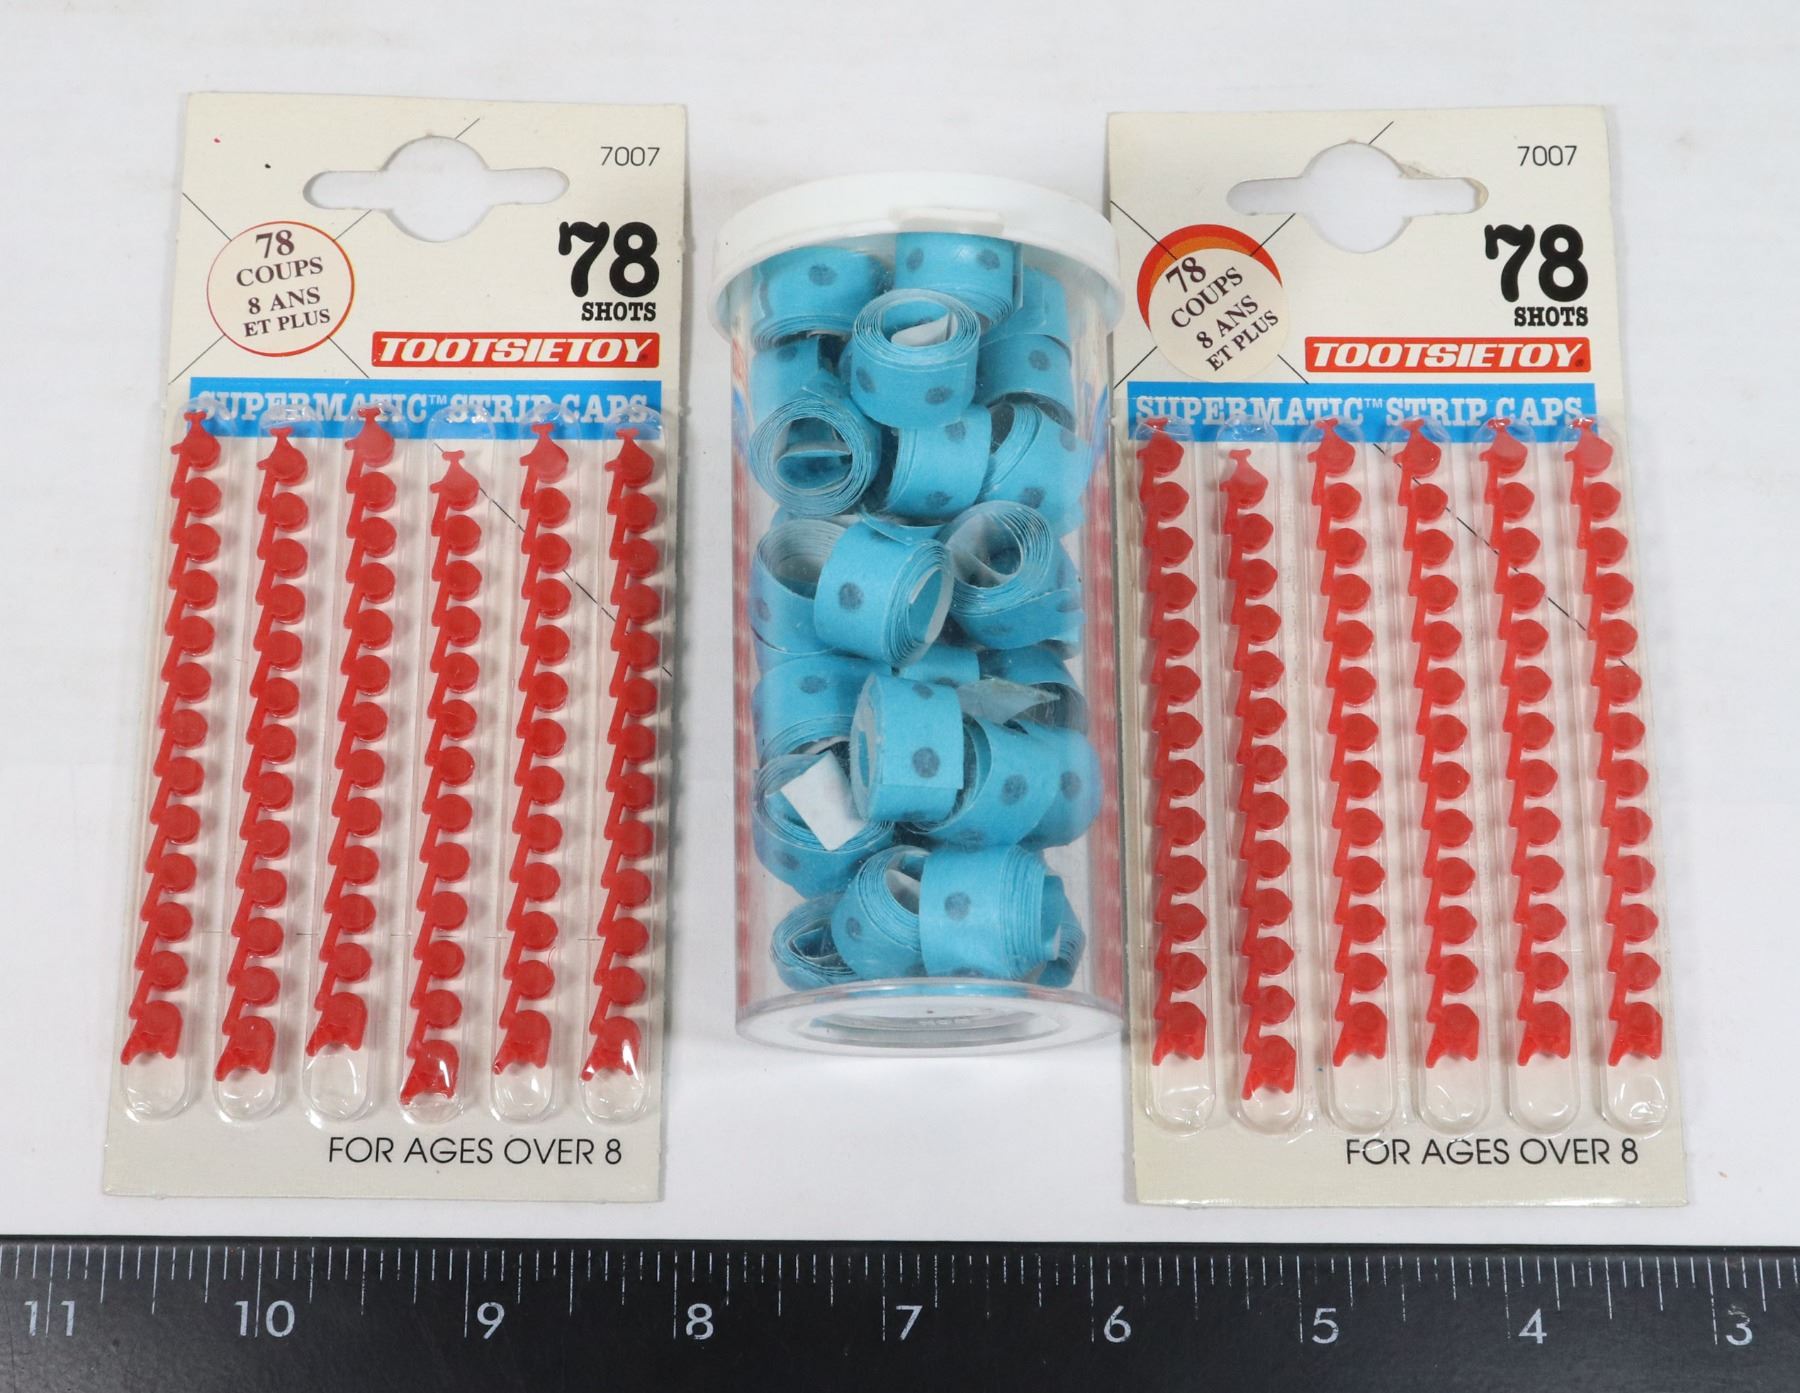 7007
78
COUPS
8 ANS
ET PLUS
78
SHOTS
TOOTSIETOY
SUPERMATIC™ STRIP CAPS
FOR AGES OVER 8
7007
78
COUPS
8 ANS
ET PLUS
78
SHOTS
TOOTSIETOY
SUPERMATIC™ STRIP CAPS
FOR AGES OVER 8
11 10 9 8 7 6 5 4 3